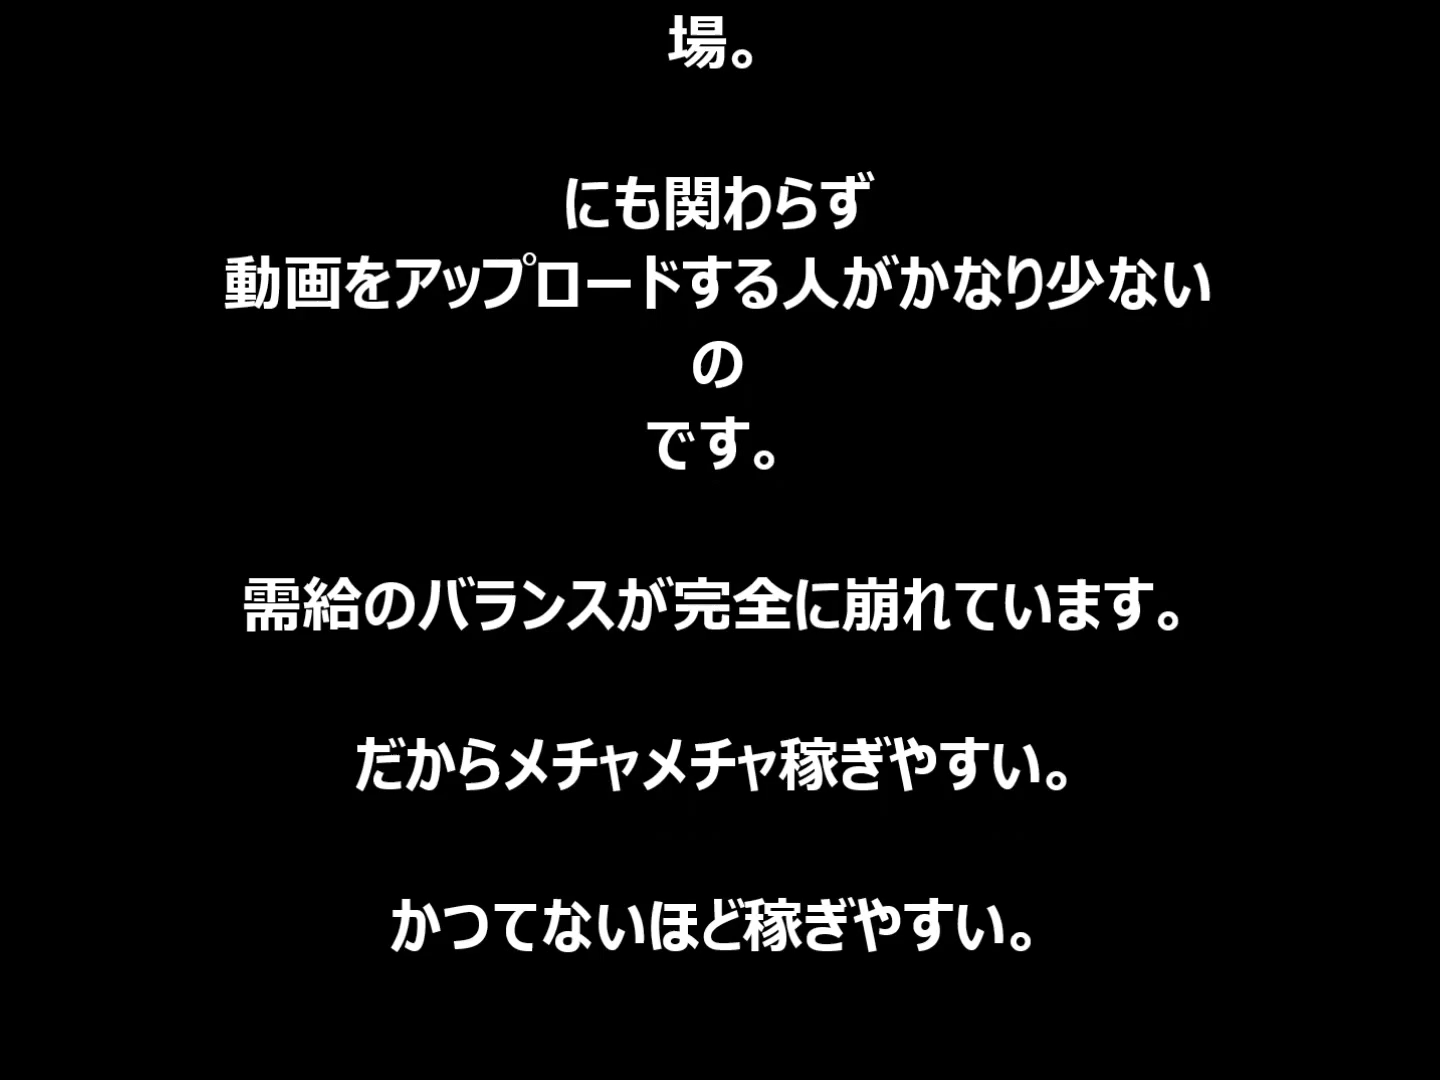 場。
にも関わらず
動画をアップロードする人がかなり少ない
の
です。
需給のバランスが完全に崩れています。
だからメチャメチャ稼ぎやすい。
かつてないほど稼ぎやすい。